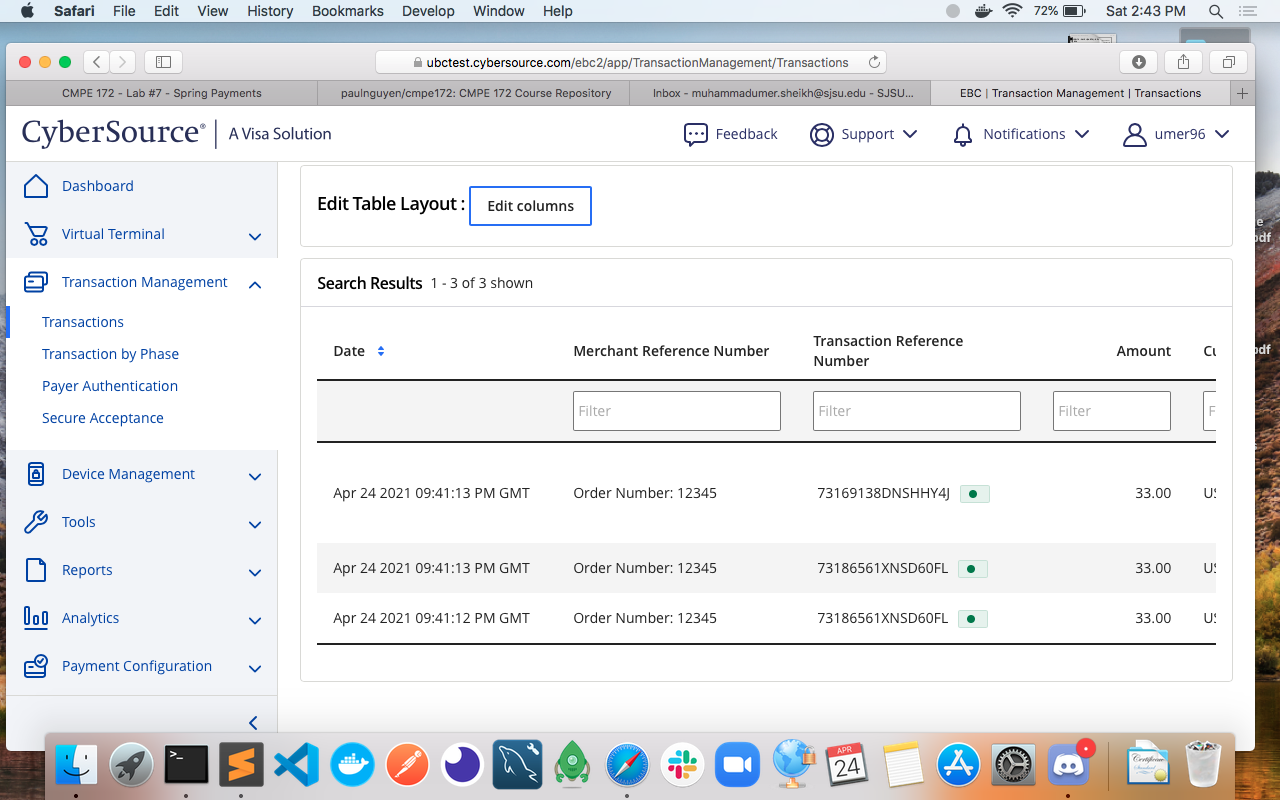 Safari File Edit View History Bookmarks Develop Window Help 72% Sat 2:43 PM
ubctest.cybersource.com/ebc2/app/TransactionManagement/Transactions
CMPE 172 - Lab #7 - Spring Payments
paulnguyen/cmpe172: CMPE 172 Course Repository
Inbox - muhammadumer.sheikh@sjsu.edu - SJSU...
EBC | Transaction Management | Transactions
CyberSource® A Visa Solution
Feedback
Support
Notifications
umer96
Dashboard
Virtual Terminal
Transaction Management
Transactions
Transaction by Phase
Payer Authentication
Secure Acceptance
Device Management
Tools
Reports
Analytics
Payment Configuration
Edit Table Layout : Edit columns
Search Results 1 - 3 of 3 shown
Date Merchant Reference Number Transaction Reference Number Amount Cu
Filter Filter Filter F
Apr 24 2021 09:41:13 PM GMT Order Number: 12345 73169138DNSHHY4J 33.00 US
Apr 24 2021 09:41:13 PM GMT Order Number: 12345 73186561XNSD60FL 33.00 US
Apr 24 2021 09:41:12 PM GMT Order Number: 12345 73186561XNSD60FL 33.00 US
APR
24